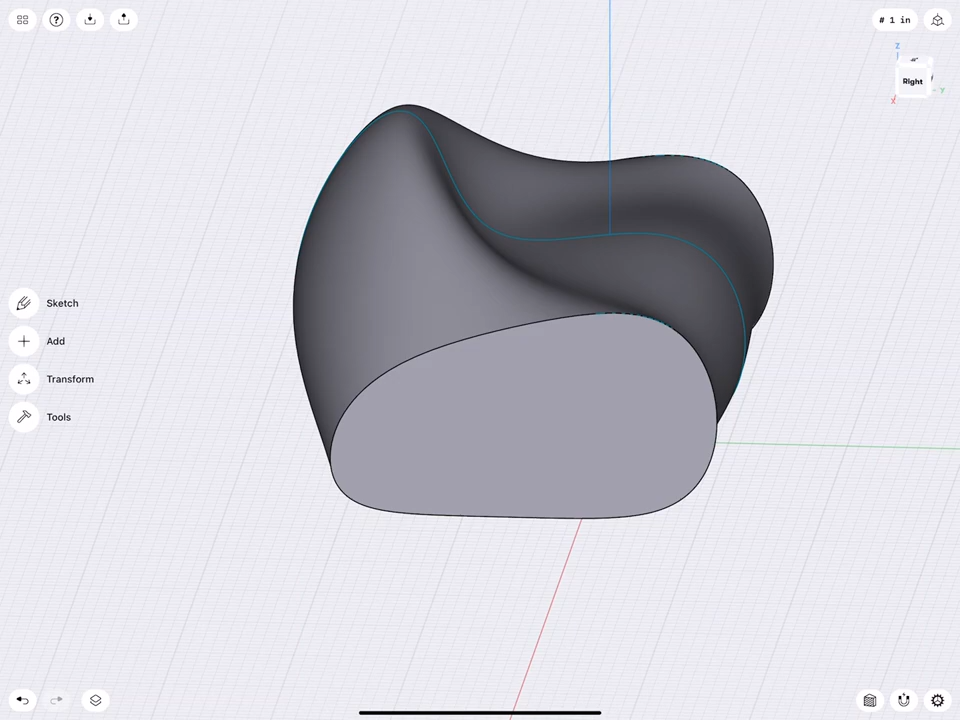 # 1 in
Z
Right
X
y
Sketch
Add
Transform
Tools